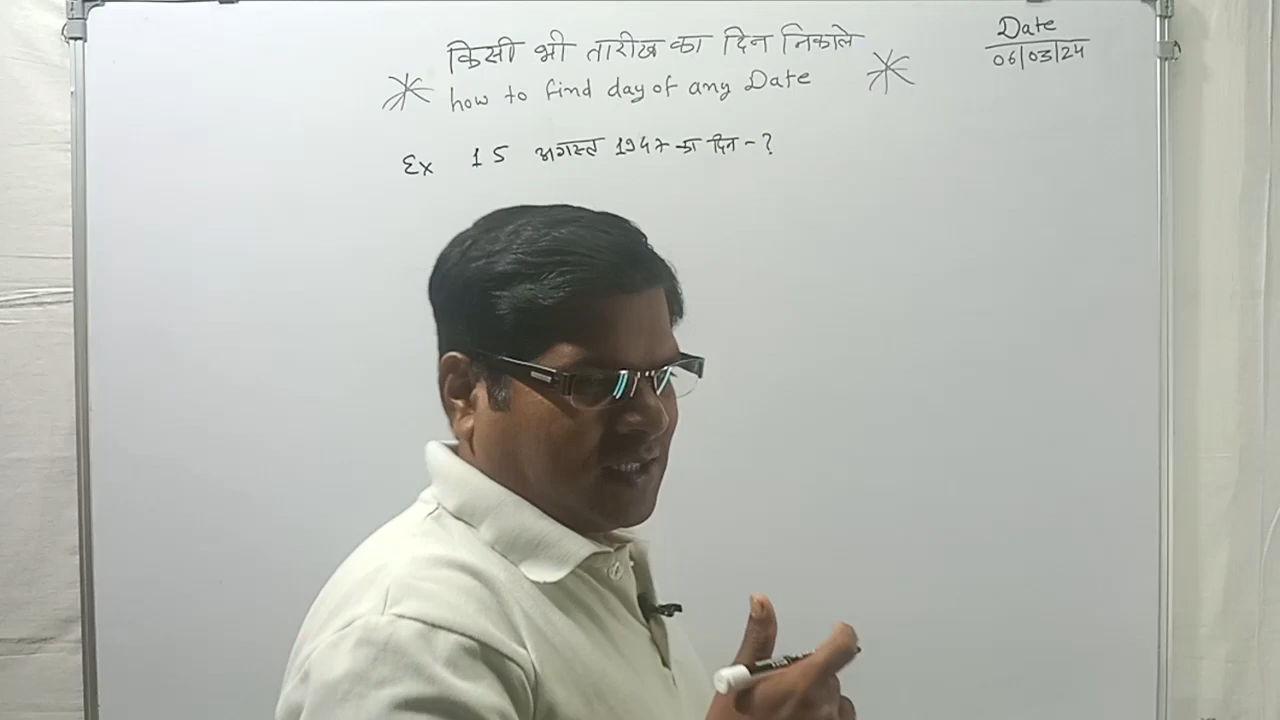 किसी भी तारीख का दिन निकाले
how to find day of any Date
Ex 15 अगस्त 1947 का दिन - ?
Date
06/03/24